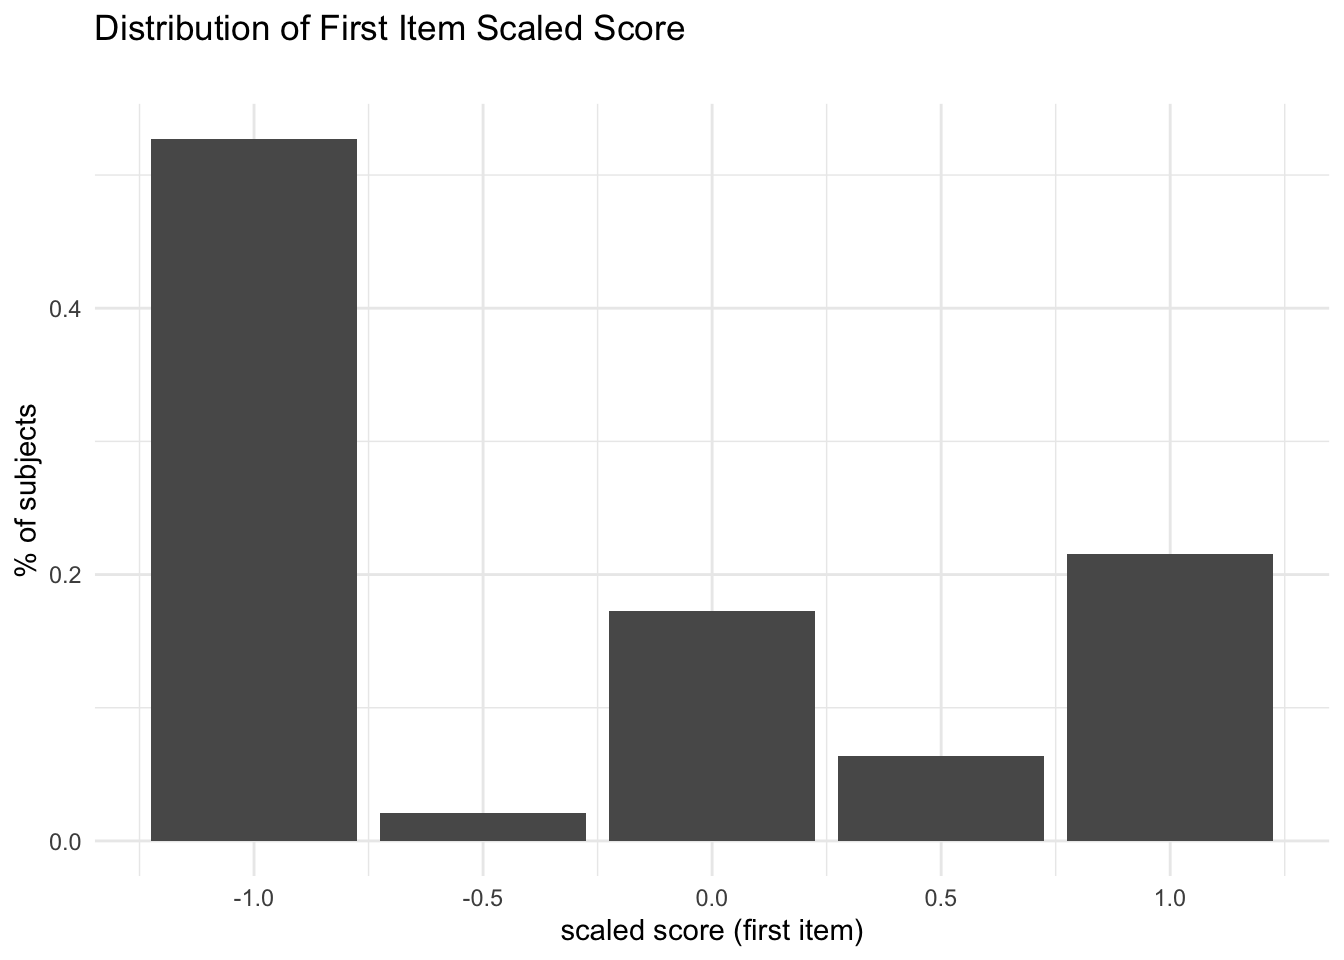 Distribution of First Item Scaled Score
% of subjects
0.4
0.2
0.0
-1.0 -0.5 0.0 0.5 1.0
scaled score (first item)